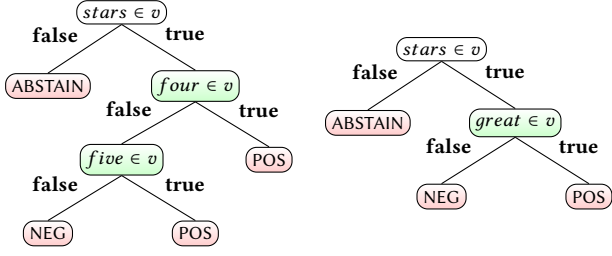 stars ∈ v
false true
ABSTAIN
four ∈ v
false true
five ∈ v
POS
false true
NEG
POS
stars ∈ v
false true
ABSTAIN
great ∈ v
false true
NEG
POS